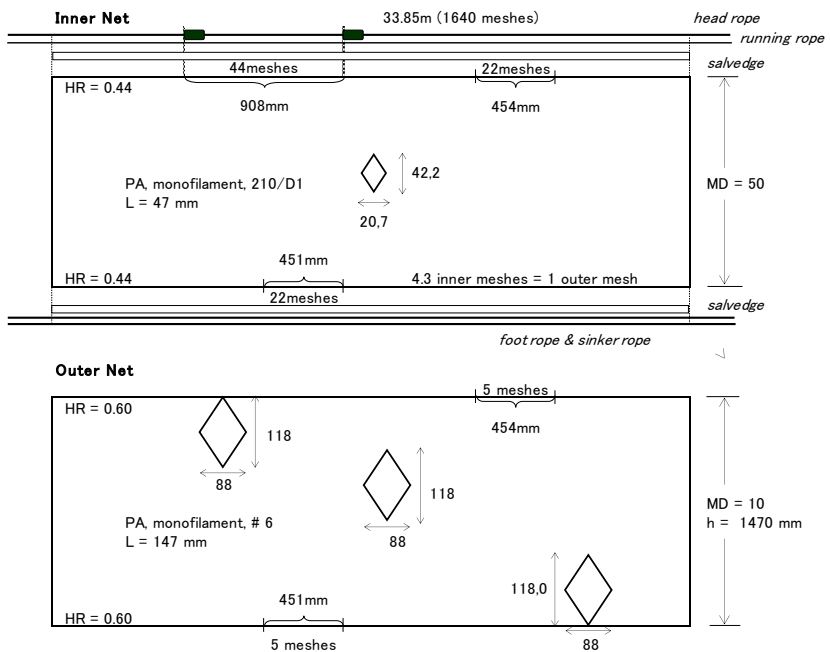 Inner Net
33.85m (1640 meshes)
head rope
running rope
salvedge
44meshes
22meshes
HR = 0.44
908mm
454mm
42,2
PA, monofilament, 210/D1
L = 47 mm
MD = 50
20,7
451mm
HR = 0.44
4.3 inner meshes = 1 outer mesh
22meshes
salvedge
foot rope & sinker rope
Outer Net
5 meshes
HR = 0.60
454mm
118
88
118
MD = 10
h = 1470 mm
PA, monofilament, # 6
L = 147 mm
88
118,0
451mm
HR = 0.60
5 meshes
88